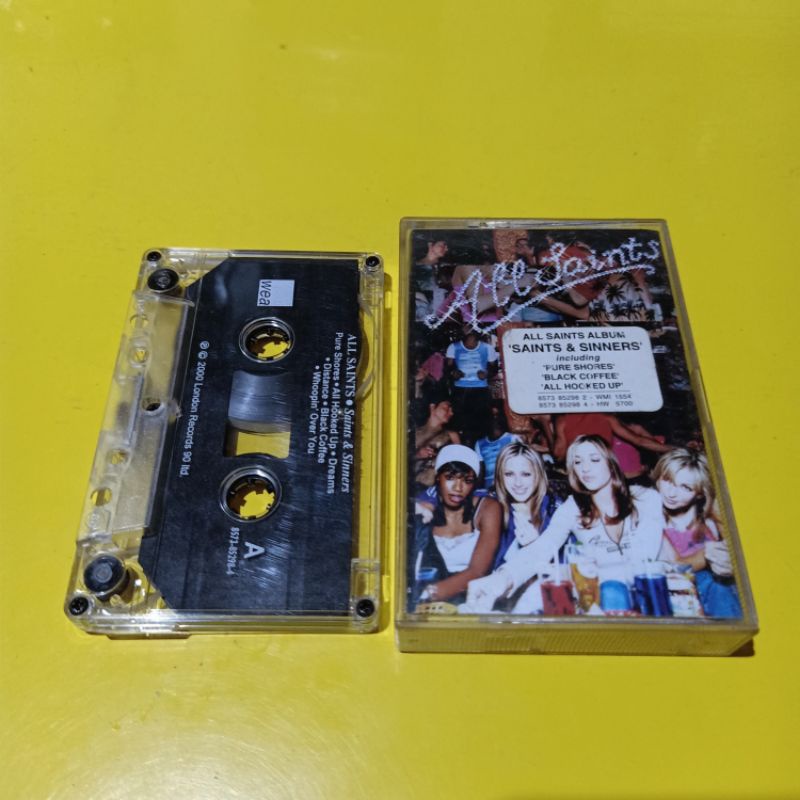 wea
ALL SAINTS • Saints & Sinners
Pure Shores • All Hooked Up • Dreams
• Distance • Black Coffee
• Whoopin' Over You
℗ © 2000 London Records 90 ltd.
A
8573-85298-4
All Saints
ALL SAINTS ALBUM
'SAINTS & SINNERS'
including
'PURE SHORES'
'BLACK COFFEE'
'ALL HOOKED UP'
8573 85298 2 - WMI 1554
8573 85298 4 - HW 5700